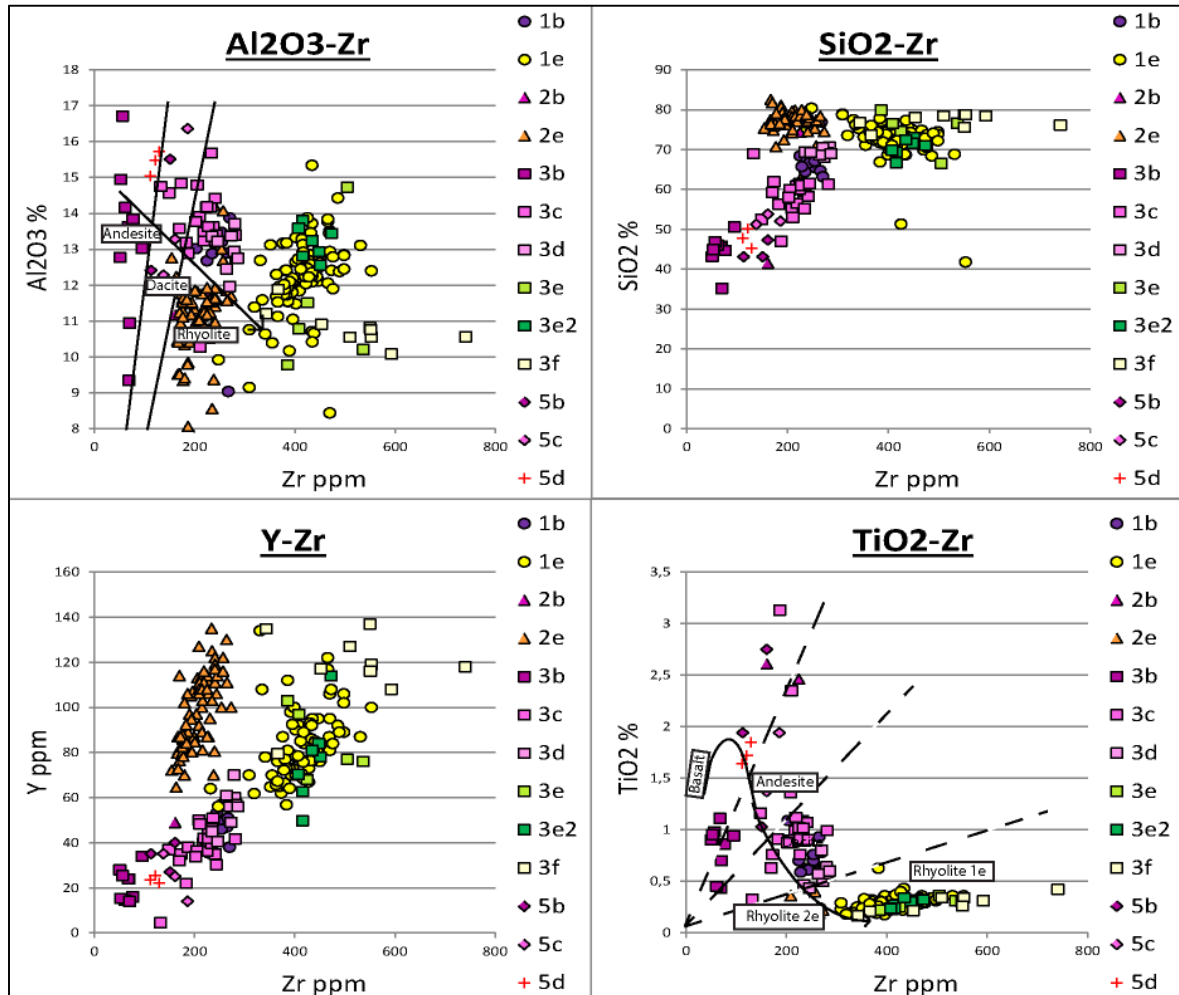 Al2O3-Zr
18
17
16
15
14
13
12
11
10
9
8
Al2O3 %
Andesite
Dacite
Rhyolite
0
200
400
600
800
Zr ppm
1b
1e
2b
2e
3b
3c
3d
3e
3e2
3f
5b
5c
5d
SiO2-Zr
90
80
70
60
50
40
30
20
10
0
SiO2 %
0
200
400
600
800
Zr ppm
1b
1e
2b
2e
3b
3c
3d
3e
3e2
3f
5b
5c
5d
Y-Zr
160
140
120
100
80
60
40
20
0
Y ppm
0
200
400
600
800
Zr ppm
1b
1e
2b
2e
3b
3c
3d
3e
3e2
3f
5b
5c
5d
TiO2-Zr
3,5
3
2,5
2
1,5
1
0,5
0
TiO2 %
Basalt
Andesite
Rhyolite 1e
Rhyolite 2e
0
200
400
600
800
Zr ppm
1b
1e
2b
2e
3b
3c
3d
3e
3e2
3f
5b
5c
5d